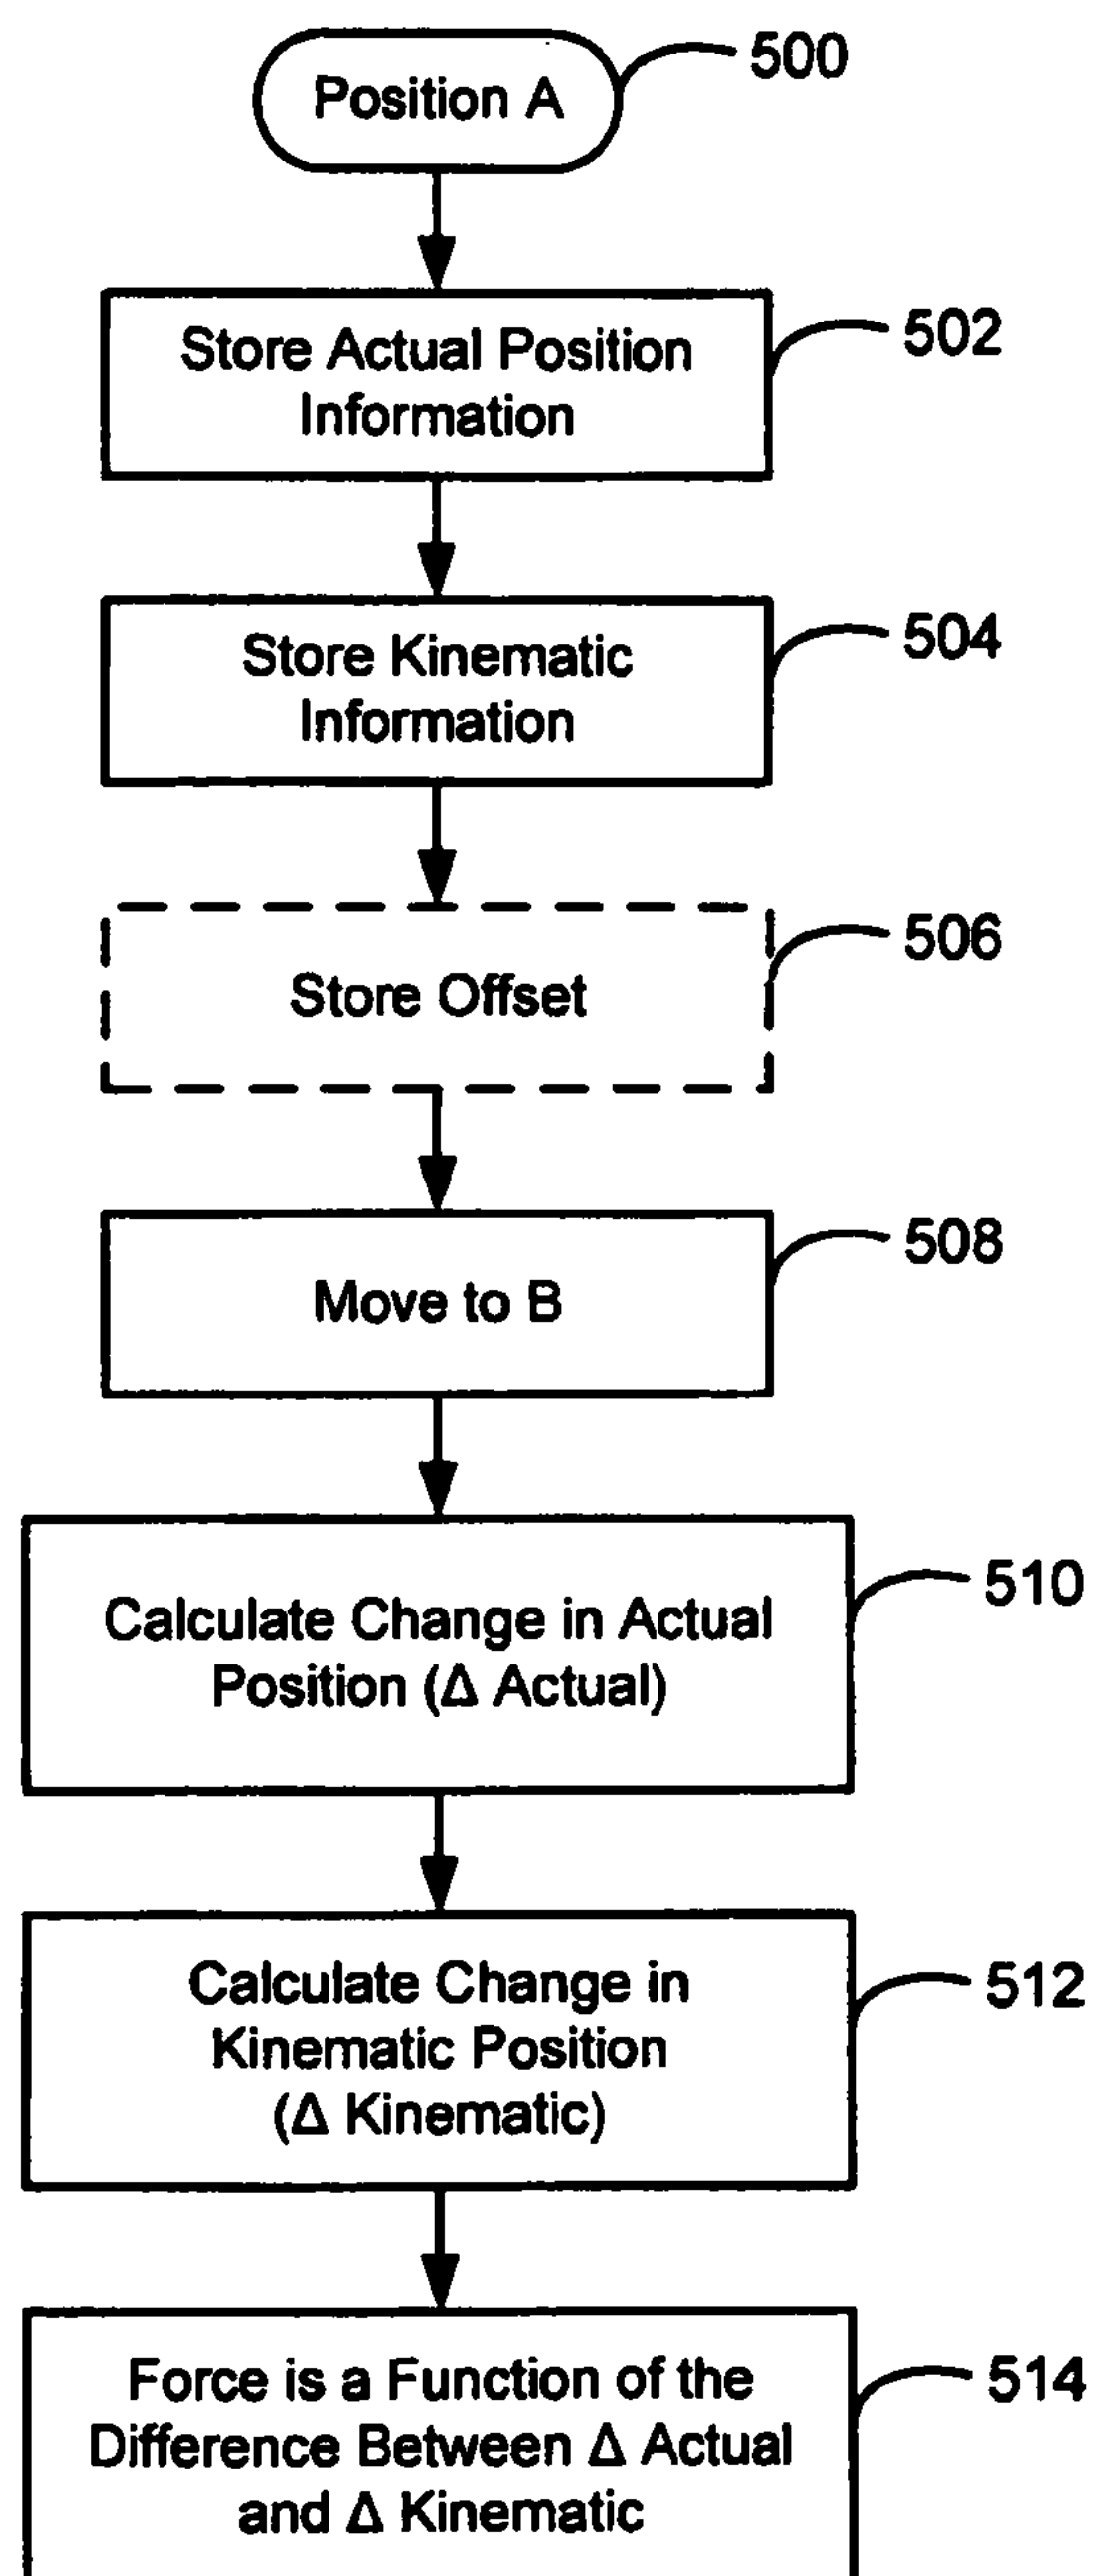 Position A
500
Store Actual Position
Information
502
Store Kinematic
Information
504
Store Offset
506
Move to B
508
Calculate Change in Actual
Position (Δ Actual)
510
Calculate Change in
Kinematic Position
(Δ Kinematic)
512
Force is a Function of the
Difference Between Δ Actual
and Δ Kinematic
514